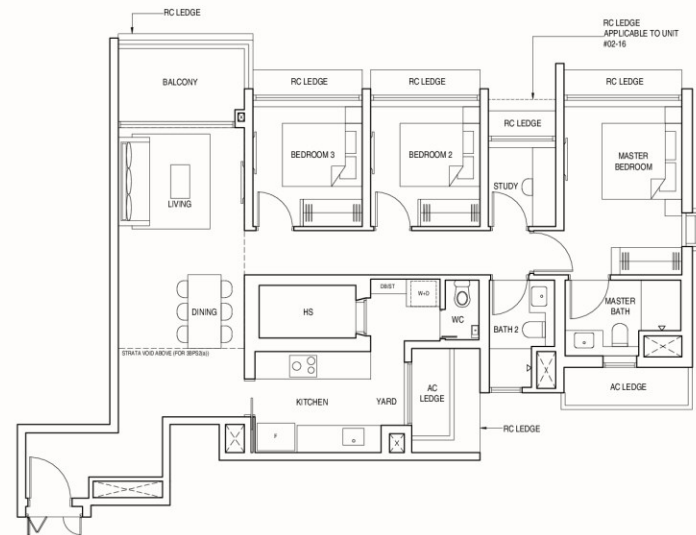 RC LEDGE
RC LEDGE
APPLICABLE TO UNIT
#02-16
BALCONY
RC LEDGE
RC LEDGE
RC LEDGE
RC LEDGE
BEDROOM 3
BEDROOM 2
MASTER
BEDROOM
STUDY
LIVING
DB/ST
W+D
HS
WC
DINING
BATH 2
MASTER
BATH
STRATA VOID ABOVE (FOR 3BPDS2(a))
KITCHEN
YARD
AC
LEDGE
AC LEDGE
RC LEDGE
F